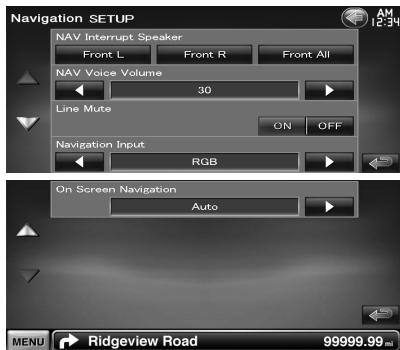 Navigation SETUP
AM
12:34
NAV Interrupt Speaker
Front L Front R Front All
NAV Voice Volume
30
Line Mute
ON OFF
Navigation Input
RGB
On Screen Navigation
Auto
MENU Ridgeview Road 99999.99 mi